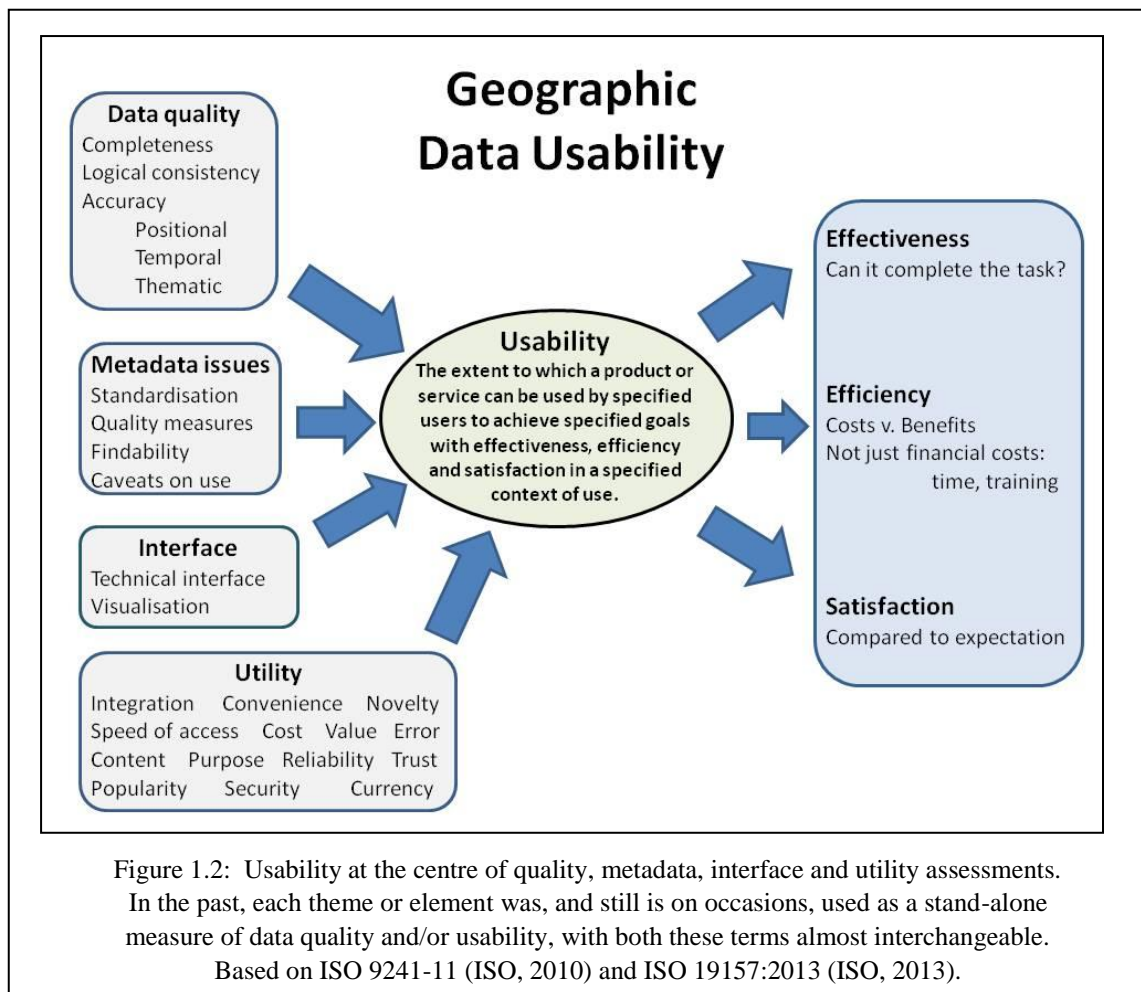 Geographic
Data Usability
Data quality
Completeness
Logical consistency
Accuracy
Positional
Temporal
Thematic
Metadata issues
Standardisation
Quality measures
Findability
Caveats on use
Interface
Technical interface
Visualisation
Utility
Integration Convenience Novelty
Speed of access Cost Value Error
Content Purpose Reliability Trust
Popularity Security Currency
Usability
The extent to which a product or
service can be used by specified
users to achieve specified goals
with effectiveness, efficiency
and satisfaction in a specified
context of use.
Effectiveness
Can it complete the task?
Efficiency
Costs v. Benefits
Not just financial costs:
time, training
Satisfaction
Compared to expectation
Figure 1.2: Usability at the centre of quality, metadata, interface and utility assessments.
In the past, each theme or element was, and still is on occasions, used as a stand-alone
measure of data quality and/or usability, with both these terms almost interchangeable.
Based on ISO 9241-11 (ISO, 2010) and ISO 19157:2013 (ISO, 2013).